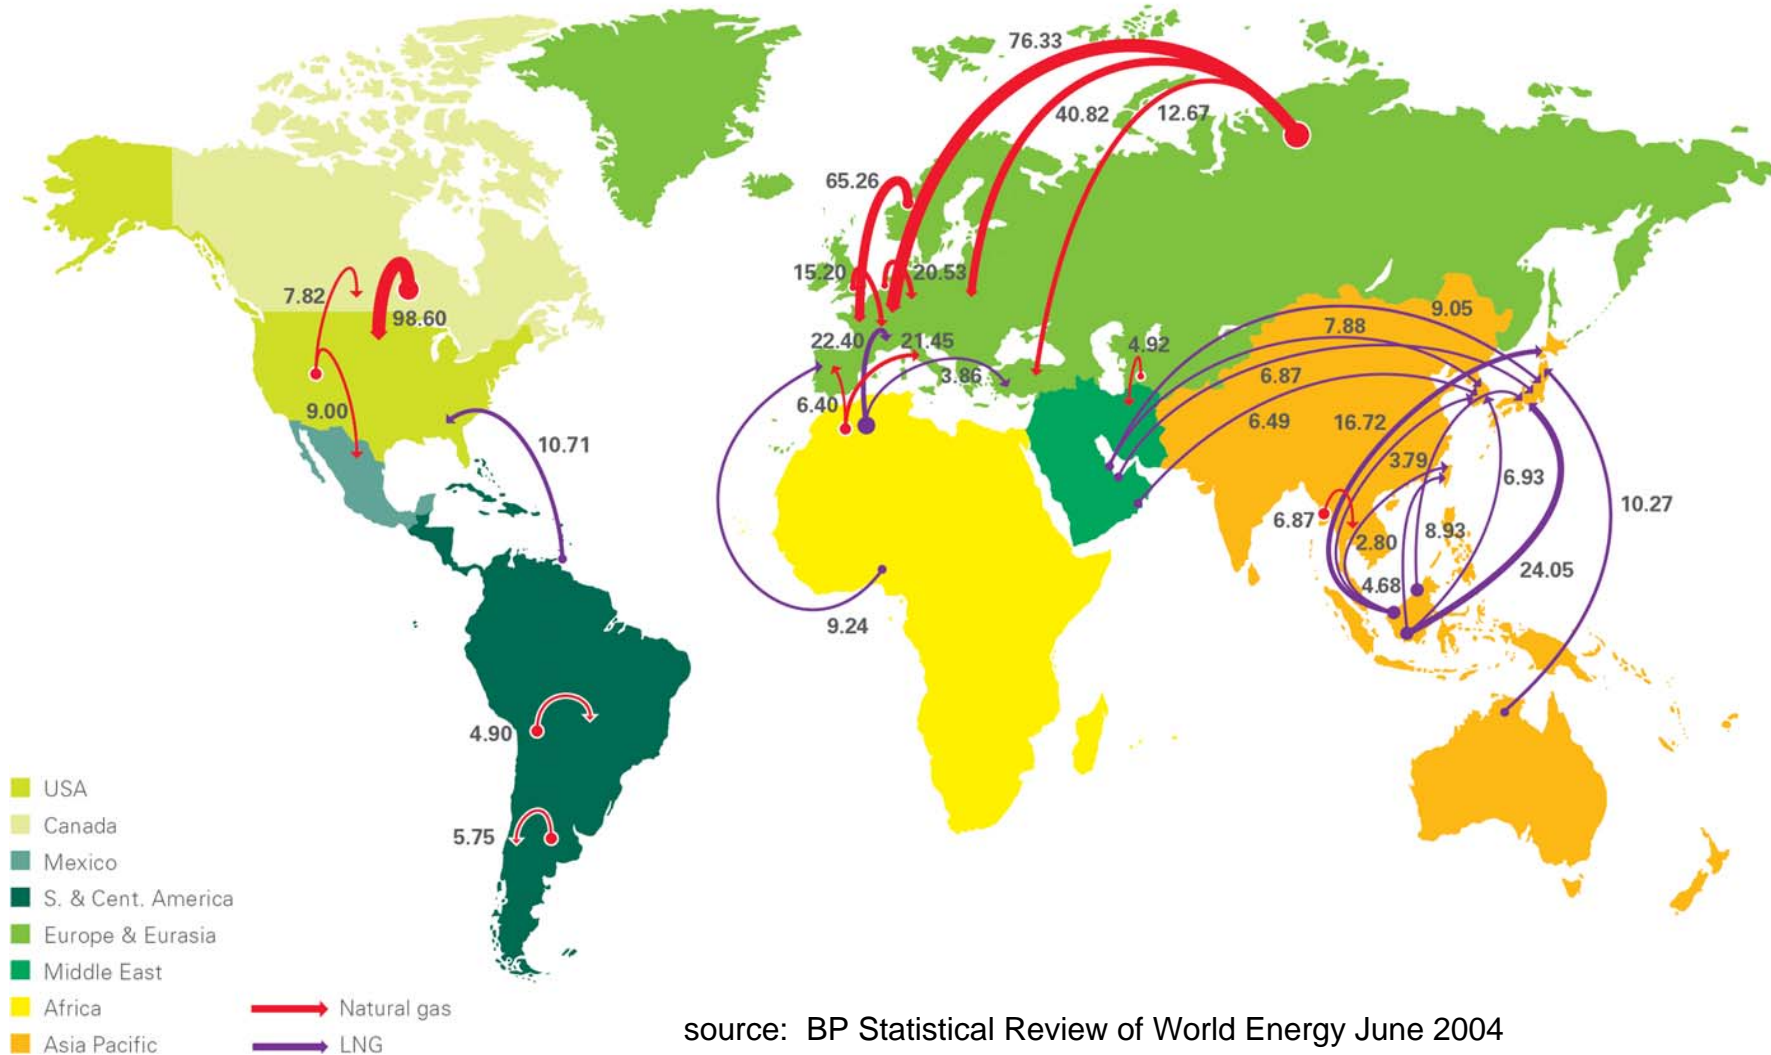 76.33
40.82
12.67
65.26
15.20
20.53
7.82
98.60
22.40
21.45
4.92
9.05
7.88
3.86
6.87
6.40
9.00
6.49
16.72
10.71
3.79
6.93
6.87
10.27
2.80
8.93
4.68
24.05
9.24
4.90
5.75
USA
Canada
Mexico
S. & Cent. America
Europe & Eurasia
Middle East
Africa
Asia Pacific
Natural gas
LNG
source: BP Statistical Review of World Energy June 2004